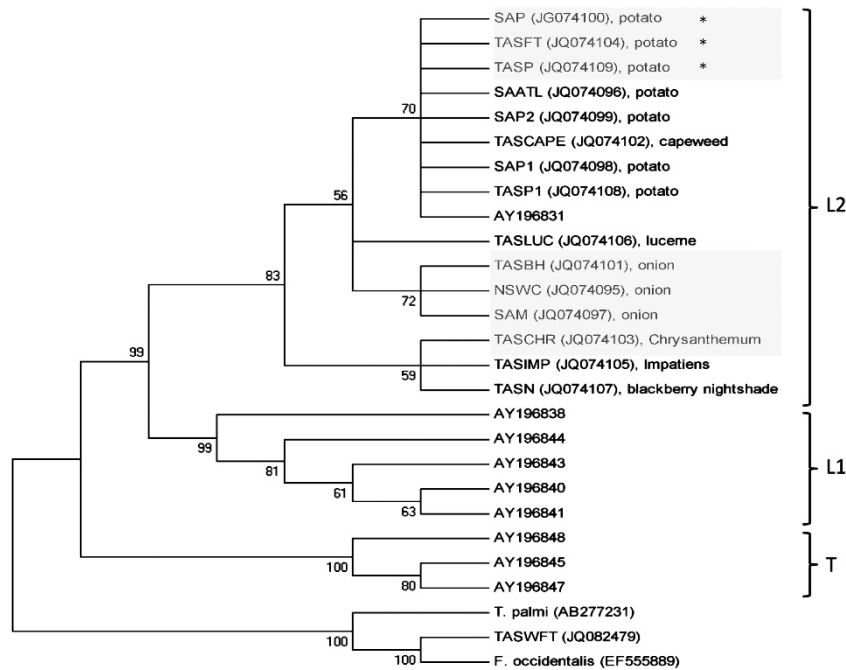 SAP (JG074100), potato *
TASFT (JQ074104), potato *
TASP (JQ074109), potato *
SAATL (JQ074096), potato
70
SAP2 (JQ074099), potato
TASCAPE (JQ074102), capeweed
SAP1 (JQ074098), potato
TASP1 (JQ074108), potato
56
L2
AY196831
TASLUC (JQ074106), lucerne
TASBH (JQ074101), onion
83
NSWC (JQ074095), onion
72
SAM (JQ074097), onion
TASCHR (JQ074103), Chrysanthemum
99
TASIMP (JQ074105), Impatiens
59
TASN (JQ074107), blackberry nightshade
AY196838
99
AY196844
81
L1
AY196843
61
AY196840
63
AY196841
AY196848
100
AY196845
T
80
AY196847
T. palmi (AB277231)
100
TASWFT (JQ082479)
100
F. occidentalis (EF555889)